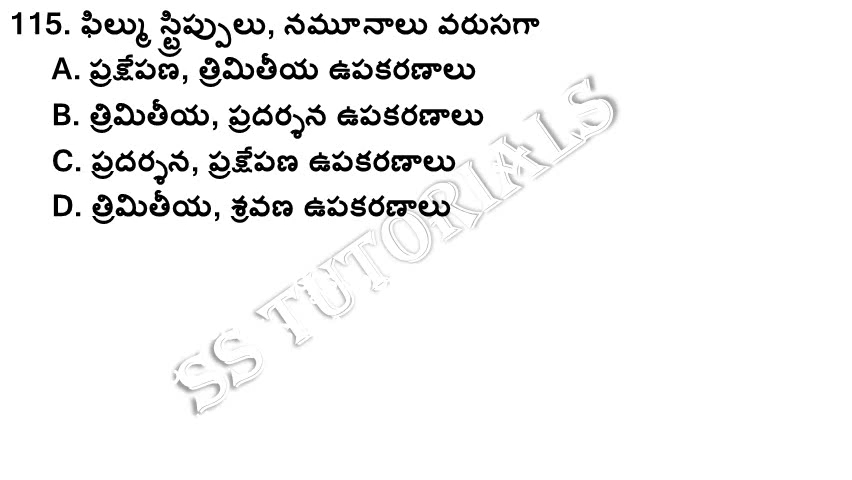 115. ఫిల్ము స్ట్రిప్పులు, నమూనాలు వరుసగా
A. ప్రక్షేపణ, త్రిమితీయ ఉపకరణాలు
B. త్రిమితీయ, ప్రదర్శన ఉపకరణాలు
C. ప్రదర్శన, ప్రక్షేపణ ఉపకరణాలు
D. త్రిమితీయ, శ్రవణ ఉపకరణాలు
SS TUTORIALS